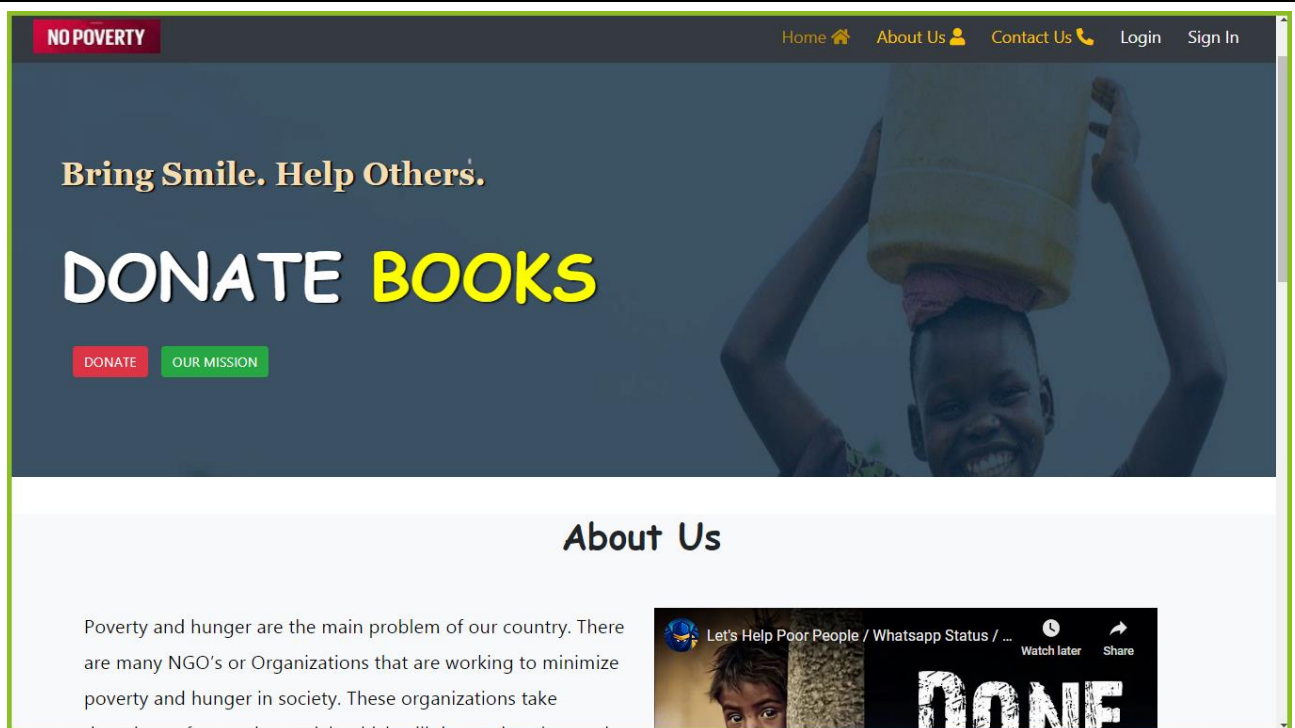 NO POVERTY
Home About Us Contact Us Login Sign In
Bring Smile. Help Others.
DONATE BOOKS
DONATE OUR MISSION
About Us
Poverty and hunger are the main problem of our country. There
are many NGO's or Organizations that are working to minimize
poverty and hunger in society. These organizations take
Let's Help Poor People / Whatsapp Status / ...
Watch later Share
DONE